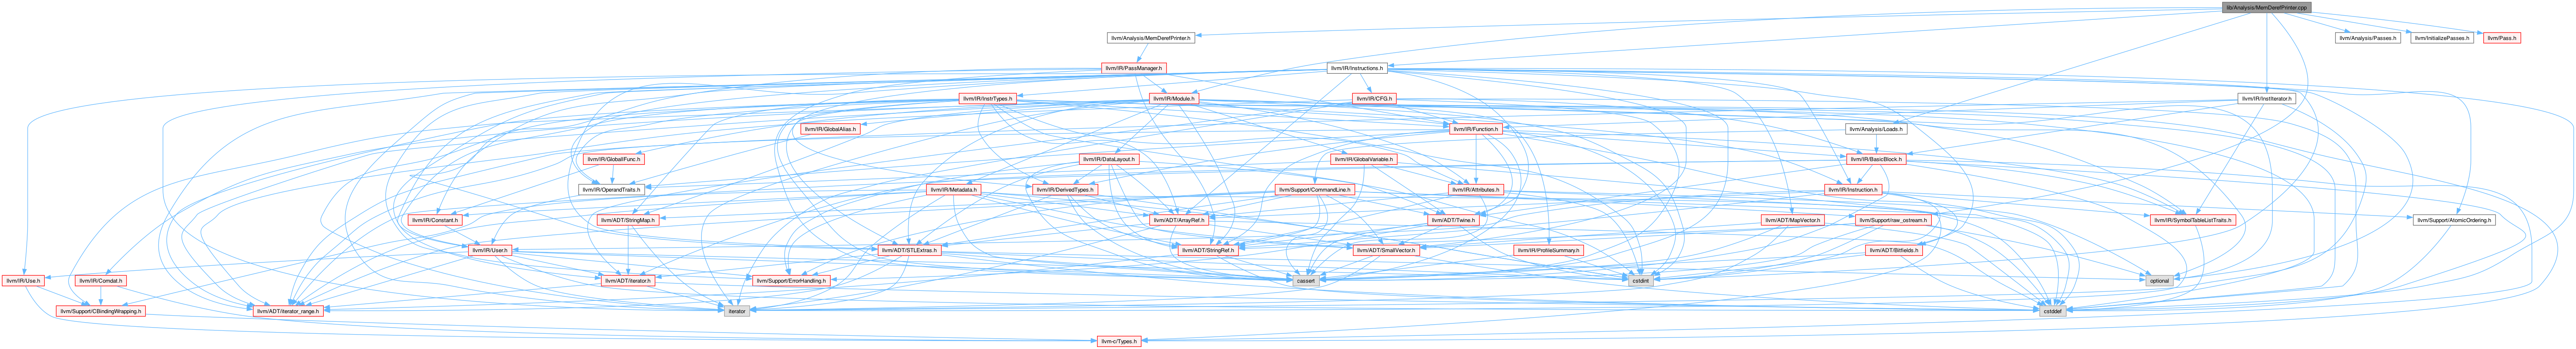 lib/Analysis/MemDerefPrinter.cpp
llvm/Analysis/MemDerefPrinter.h
llvm/Analysis/Passes.h
llvm/InitializePasses.h
llvm/Pass.h
llvm/IR/PassManager.h
llvm/IR/Instructions.h
llvm/IR/InstrTypes.h
llvm/IR/Module.h
llvm/IR/CFG.h
llvm/IR/InstIterator.h
llvm/IR/GlobalAlias.h
llvm/IR/Function.h
llvm/Analysis/Loads.h
llvm/IR/GlobalIFunc.h
llvm/IR/DataLayout.h
llvm/IR/GlobalVariable.h
llvm/IR/BasicBlock.h
llvm/IR/OperandTraits.h
llvm/IR/Metadata.h
llvm/IR/DerivedTypes.h
llvm/Support/CommandLine.h
llvm/IR/Attributes.h
llvm/IR/Instruction.h
llvm/IR/Constant.h
llvm/ADT/StringMap.h
llvm/ADT/ArrayRef.h
llvm/ADT/Twine.h
llvm/ADT/MapVector.h
llvm/Support/raw_ostream.h
llvm/IR/SymbolTableListTraits.h
llvm/Support/AtomicOrdering.h
llvm/IR/User.h
llvm/ADT/STLExtras.h
llvm/ADT/StringRef.h
llvm/ADT/SmallVector.h
llvm/IR/ProfileSummary.h
llvm/ADT/Bitfields.h
llvm/IR/Use.h
llvm/IR/Comdat.h
llvm/ADT/iterator.h
llvm/Support/ErrorHandling.h
cassert
cstdint
optional
llvm/Support/CBindingWrapping.h
llvm/ADT/iterator_range.h
iterator
cstddef
llvm-c/Types.h